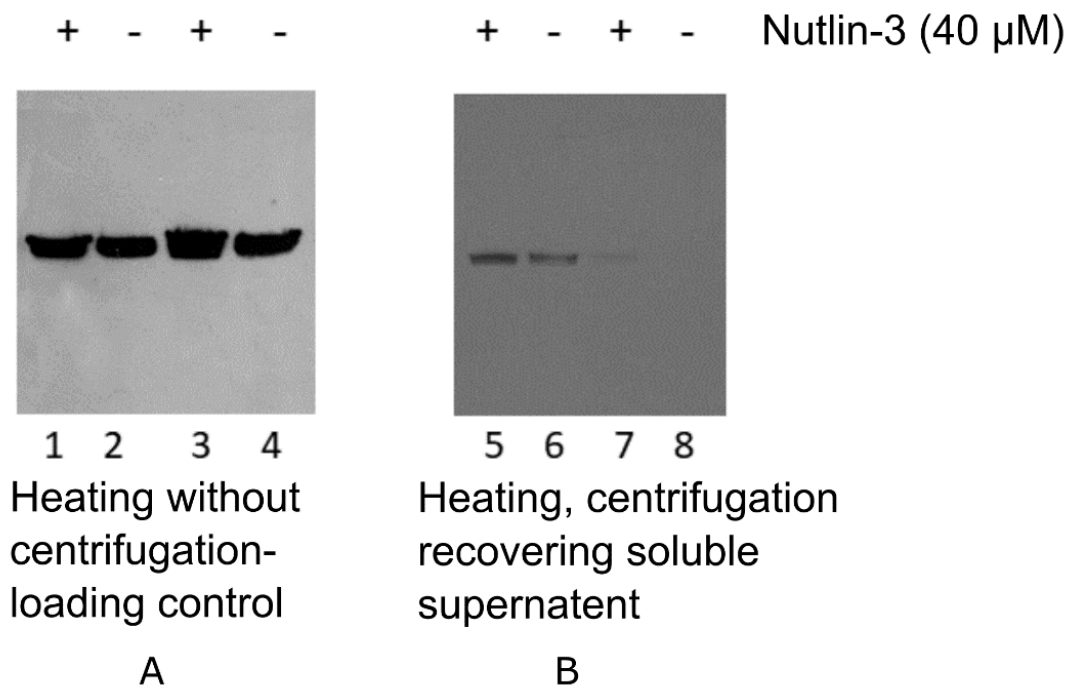 + - + - + - + - Nutlin-3 (40 µM)
1 2 3 4 5 6 7 8
Heating without
centrifugation-
loading control
Heating, centrifugation
recovering soluble
supernatent
A B